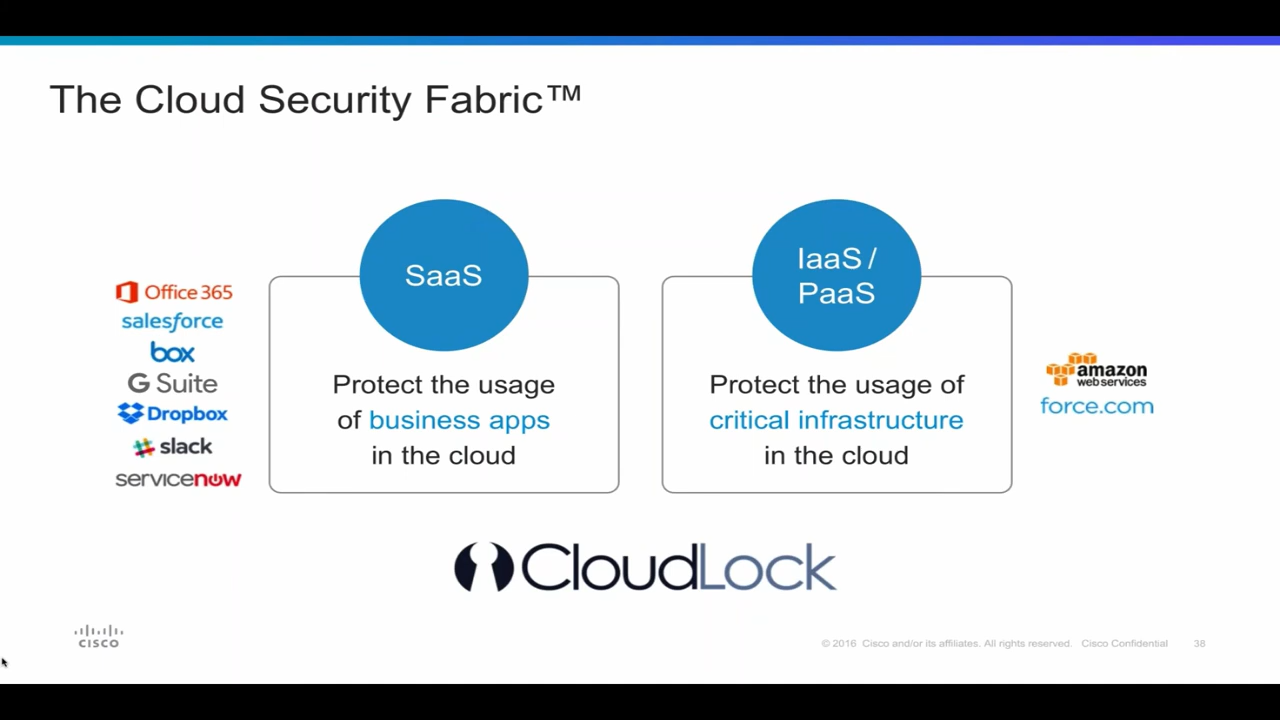 The Cloud Security Fabric™
Office 365
salesforce
box
G Suite
Dropbox
slack
servicenow
SaaS
Protect the usage
of business apps
in the cloud
IaaS /
PaaS
Protect the usage of
critical infrastructure
in the cloud
amazon
webservices
force.com
CloudLock
CISCO
© 2016 Cisco and/or its affiliates. All rights reserved. Cisco Confidential
38